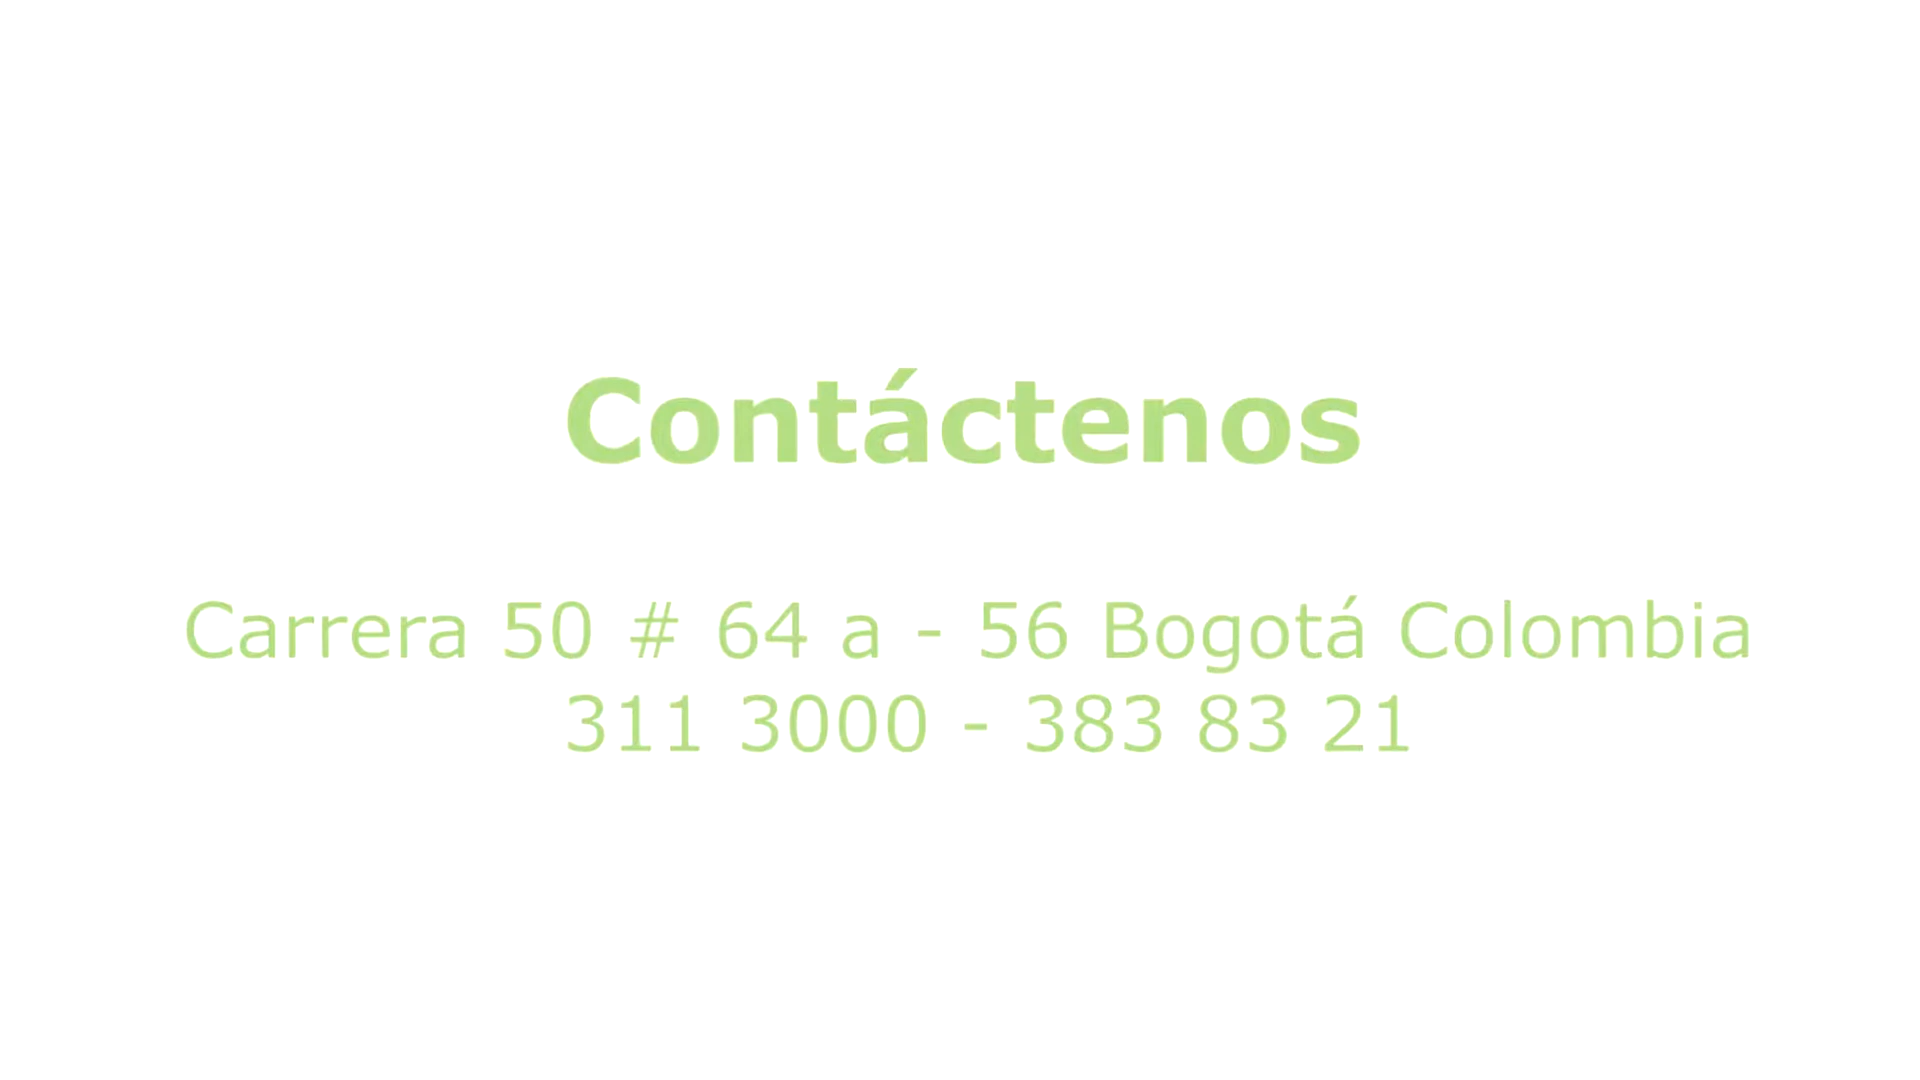 Contáctenos
Carrera 50 # 64 a - 56 Bogotá Colombia
311 3000 - 383 83 21